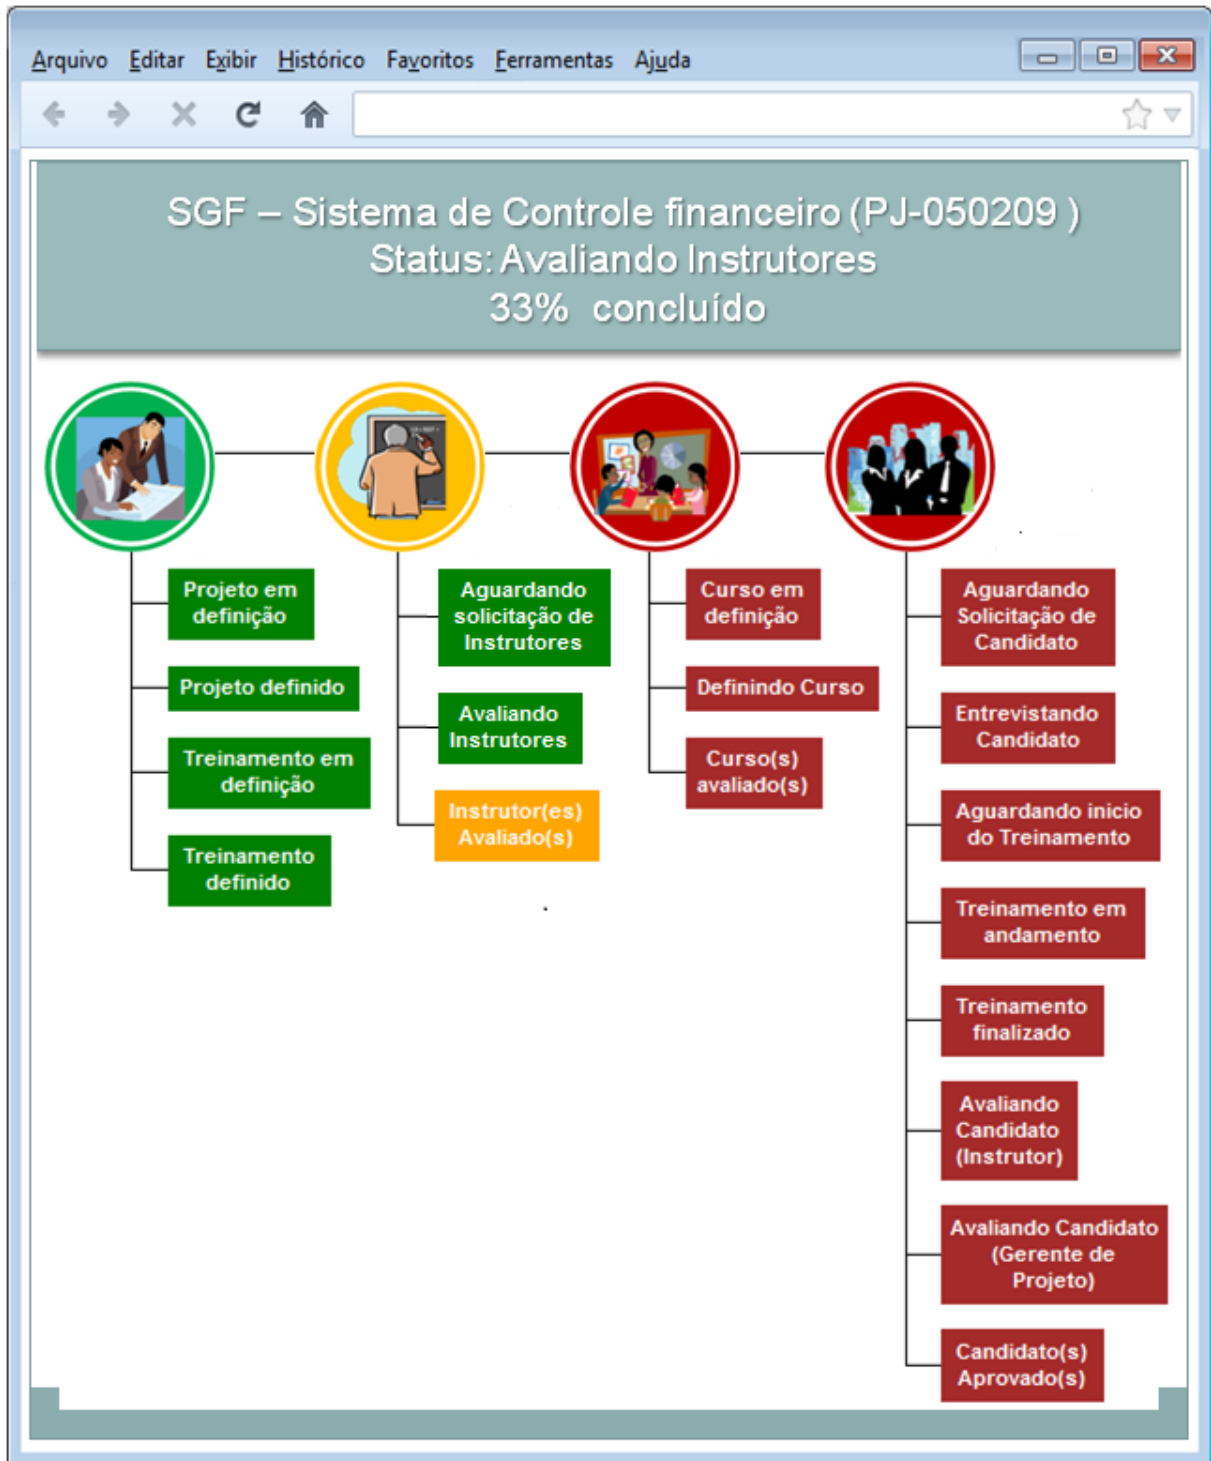 Arquivo Editar Exibir Histórico Favoritos Ferramentas Ajuda
SGF – Sistema de Controle financeiro (PJ-050209 )
Status: Avaliando Instrutores
33% concluído
Projeto em
definição
Projeto definido
Treinamento em
definição
Treinamento
definido
Aguardando
solicitação de
Instrutores
Avaliando
Instrutores
Instrutor(es)
Avaliado(s)
Curso em
definição
Definindo Curso
Curso(s)
avaliado(s)
Aguardando
Solicitação de
Candidato
Entrevistando
Candidato
Aguardando inicio
do Treinamento
Treinamento em
andamento
Treinamento
finalizado
Avaliando
Candidato
(Instrutor)
Avaliando Candidato
(Gerente de
Projeto)
Candidato(s)
Aprovado(s)